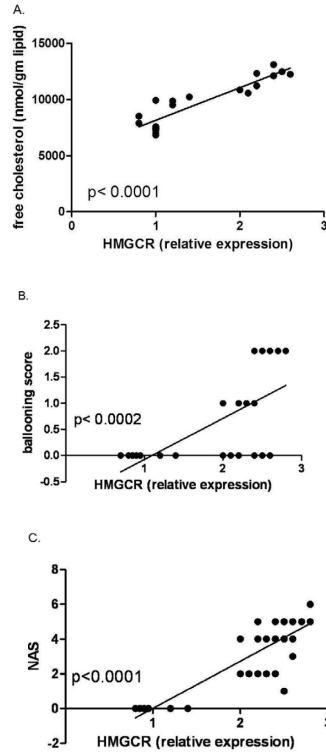 A.
15000
10000
5000
0
free cholesterol (nmol/gm lipid)
p< 0.0001
0 1 2 3
HMGCR (relative expression)
B.
2.5
2.0
1.5
1.0
0.5
0.0
-0.5
ballooning score
p< 0.0002
1 2 3
HMGCR (relative expression)
C.
8
6
4
2
0
-2
NAS
p<0.0001
1 2 3
HMGCR (relative expression)